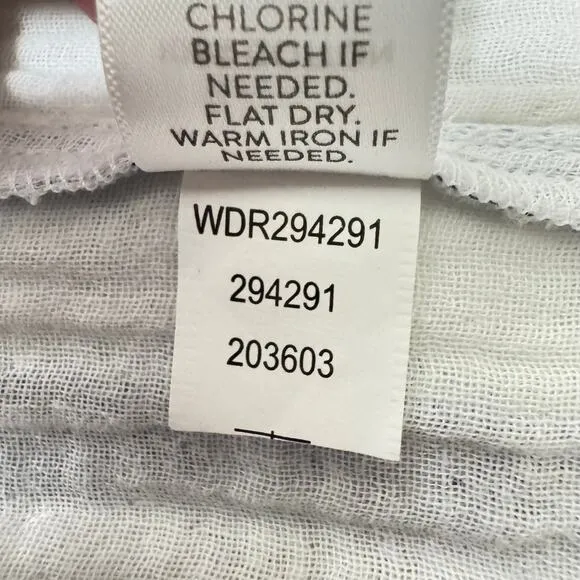 CHLORINE
BLEACH IF
NEEDED.
FLAT DRY.
WARM IRON IF
NEEDED.
WDR294291
294291
203603